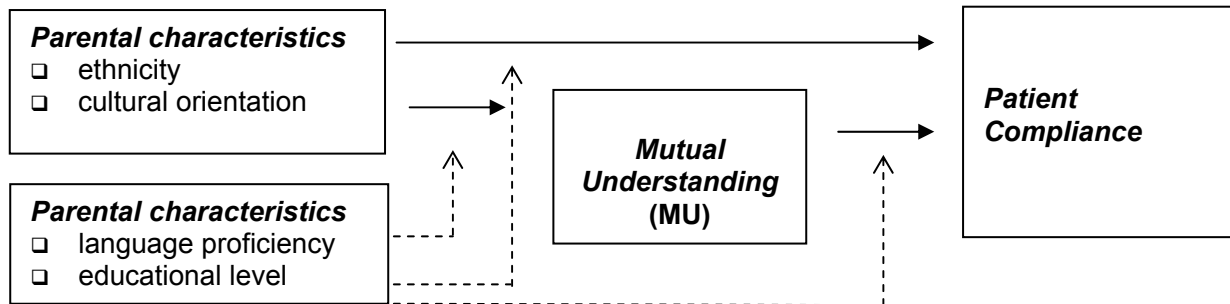 Parental characteristics
❑ ethnicity
❑ cultural orientation
Parental characteristics
❑ language proficiency
❑ educational level
Mutual
Understanding
(MU)
Patient
Compliance